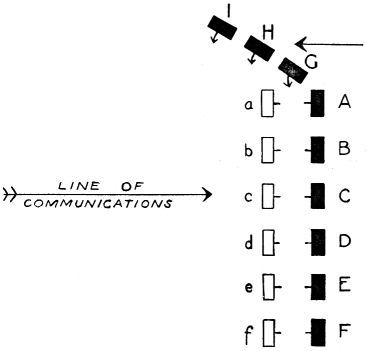 I
H
G
a A
b B
LINE OF
COMMUNICATIONS
c C
d D
e E
f F